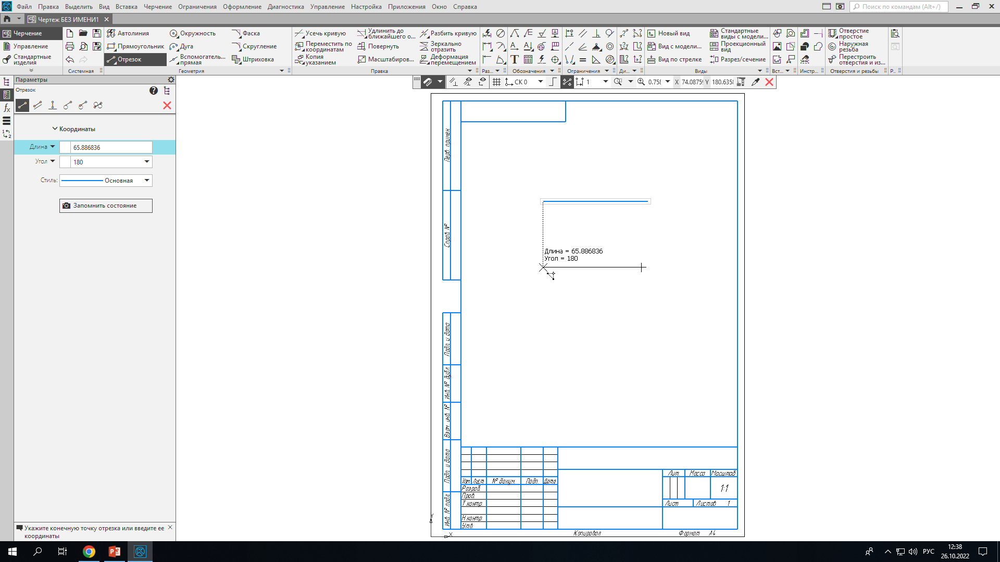 Файл Правка Выделить Вид Вставка Черчение Ограничения Оформление Диагностика Управление Настройка Приложения Окно Справка
Поиск по командам (Alt+/)
Чертеж БЕЗ ИМЕНИ1
Черчение
Управление
Стандартные
изделия
Системная
Автолиния
Прямоугольник
Отрезок
Окружность
Дуга
Вспомогатель...
прямая
Фаска
Скругление
Штриховка
Геометрия
Усечь кривую
Переместить по
координатам
Копия
указанием
Удлинить до
ближайшего о...
Повернуть
Масштабиров...
Разбить кривую
Зеркально
отразить
Деформация
перемещением
Правка
Раз...
Обозначения
Ограничения
Ди...
Новый вид
Вид с модели...
Вид по стрелке
Стандартные
виды с модели...
Проекционный
вид
Разрез/сечение
Виды
Вст...
Инстр...
Отверстие
простое
Наружная
резьба
Перестроить
отверстия и из...
Отверстия и резьбы
Р...
СК 0
1
0.758
X 74.0875
Y 180.635
Параметры
Отрезок
Координаты
Длина 65.886836
Угол 180
Стиль: Основная
Запомнить состояние
Укажите конечную точку отрезка или введите ее
координаты
Длина = 65.886836
Угол = 180
Перв. примен.
Справ. №
Подп. и дата
Инв. № дубл.
Взам. инв. №
Подп. и дата
Инв. № подл.
Изм. Лист № докум. Подп. Дата
Разраб.
Пров.
Т.контр.
Н.контр.
Утв.
Лит. Масса Масштаб
1:1
Лист Листов 1
Копировал Формат A4
Y
X
РУС
12:38
26.10.2022